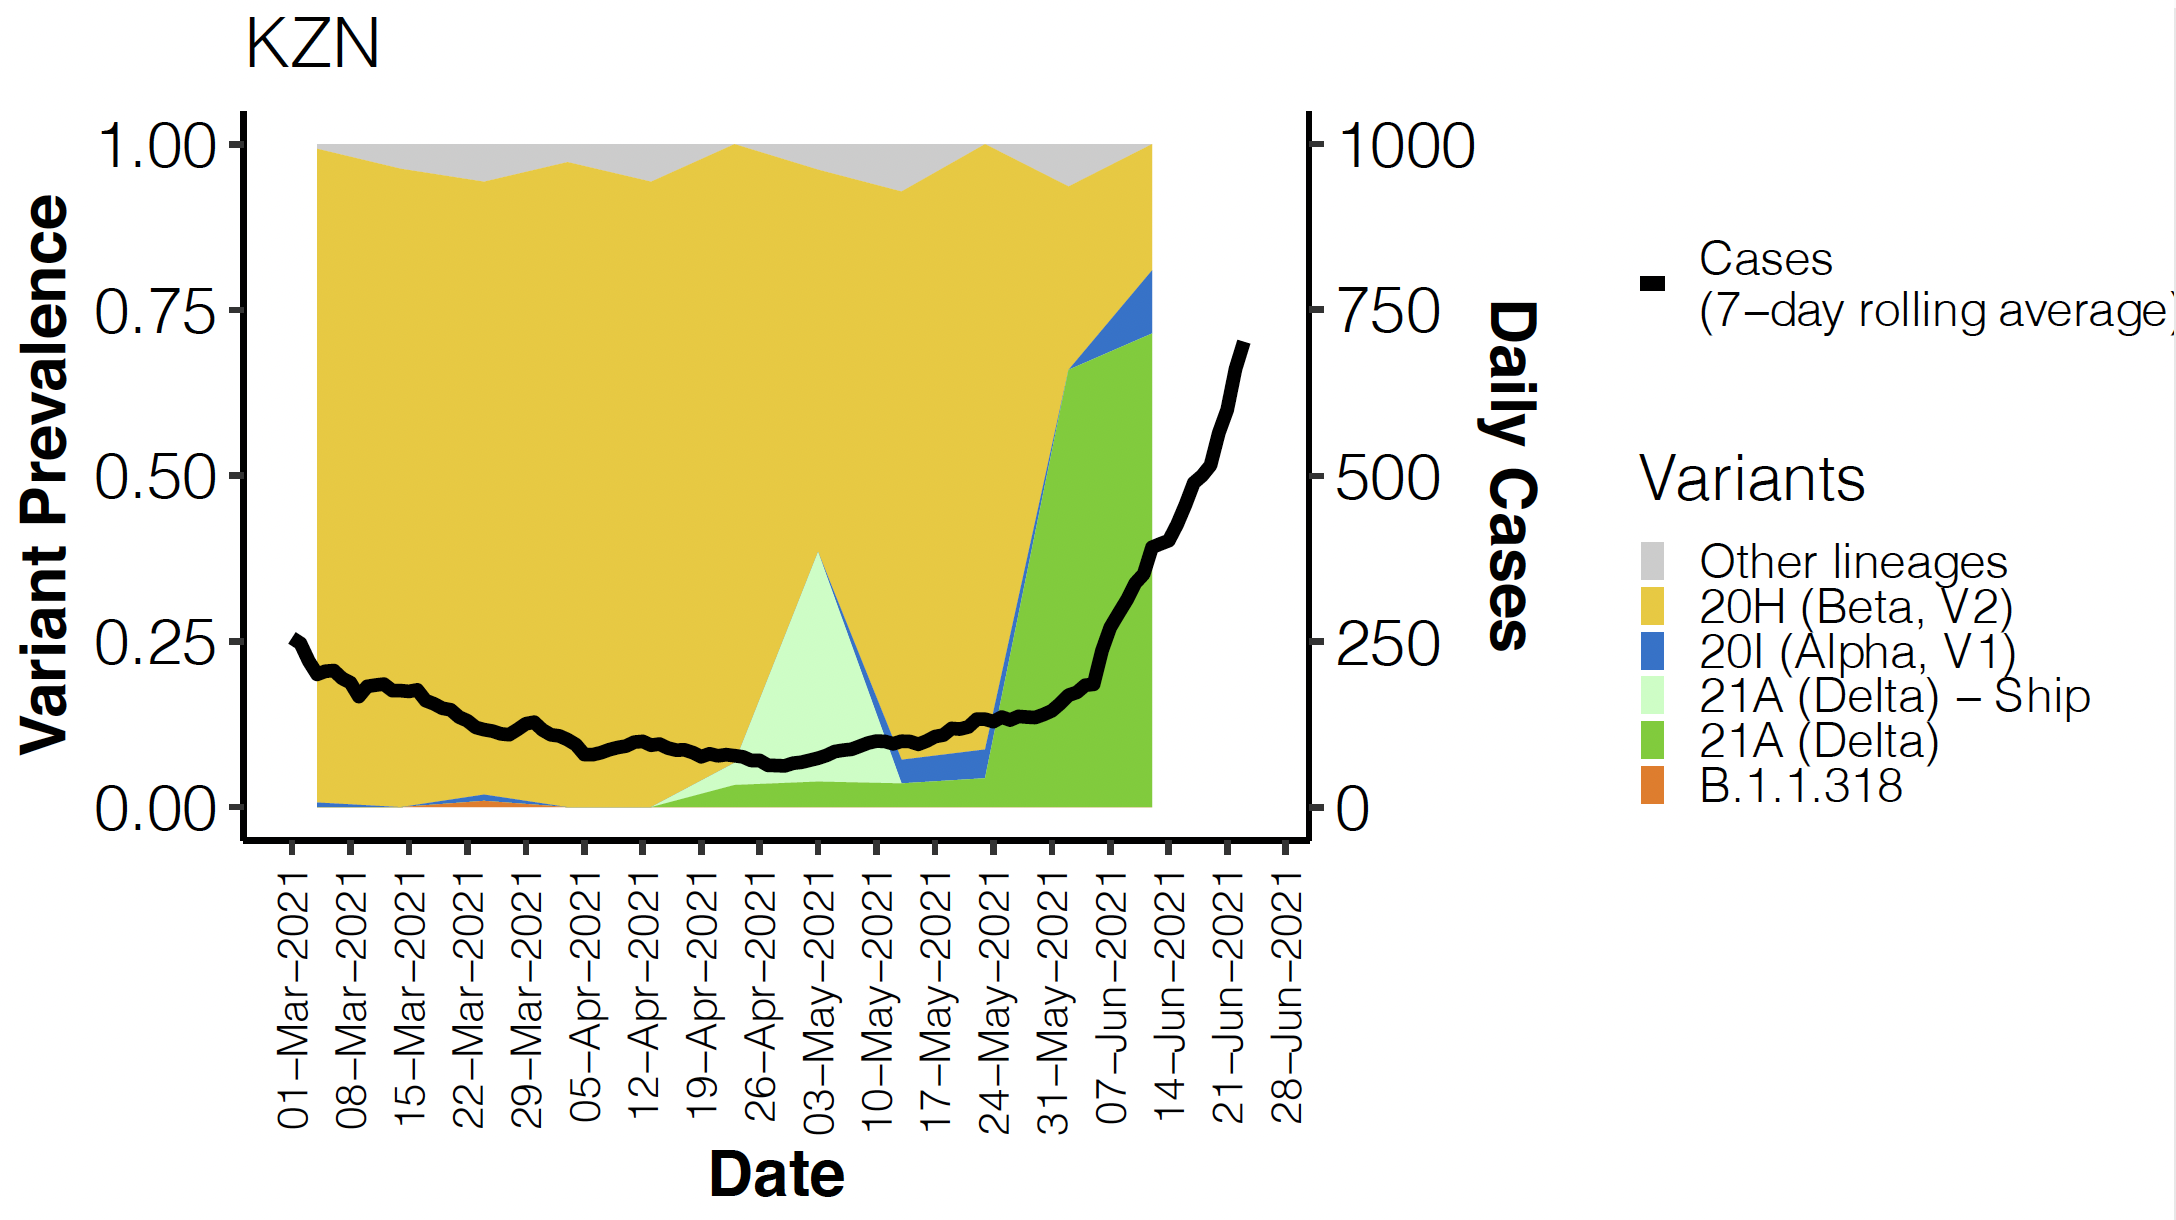 KZN
1.00
0.75
0.50
0.25
0.00
Variant Prevalence
1000
750
500
250
0
Daily Cases
01–Mar–2021
08–Mar–2021
15–Mar–2021
22–Mar–2021
29–Mar–2021
05–Apr–2021
12–Apr–2021
19–Apr–2021
26–Apr–2021
03–May–2021
10–May–2021
17–May–2021
24–May–2021
31–May–2021
07–Jun–2021
14–Jun–2021
21–Jun–2021
28–Jun–2021
Date
Cases
(7–day rolling average)
Variants
Other lineages
20H (Beta, V2)
20I (Alpha, V1)
21A (Delta) – Ship
21A (Delta)
B.1.1.318